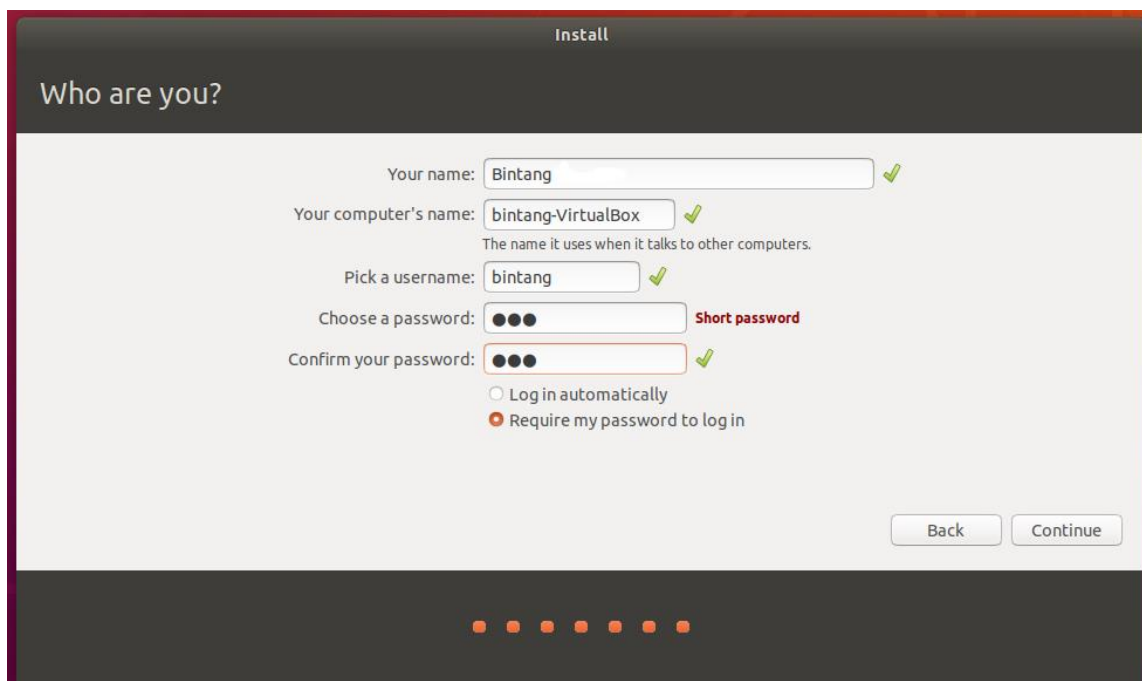 Install
Who are you?
Your name: Bintang
Your computer's name: bintang-VirtualBox
The name it uses when it talks to other computers.
Pick a username: bintang
Choose a password: ●●● Short password
Confirm your password: ●●●
Log in automatically
Require my password to log in
Back Continue